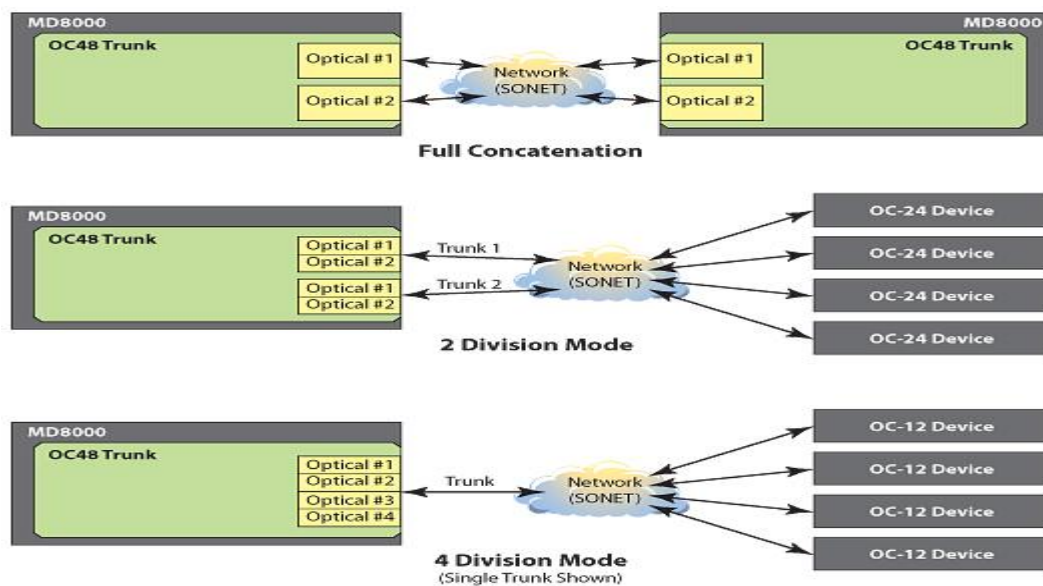 MD8000
OC48 Trunk
Optical #1
Optical #2
Network
(SONET)
MD8000
OC48 Trunk
Optical #1
Optical #2
Full Concatenation
MD8000
OC48 Trunk
Optical #1
Optical #2
Optical #1
Optical #2
Trunk 1
Trunk 2
Network
(SONET)
OC-24 Device
OC-24 Device
OC-24 Device
OC-24 Device
2 Division Mode
MD8000
OC48 Trunk
Optical #1
Optical #2
Optical #3
Optical #4
Trunk
Network
(SONET)
OC-12 Device
OC-12 Device
OC-12 Device
OC-12 Device
4 Division Mode
(Single Trunk Shown)